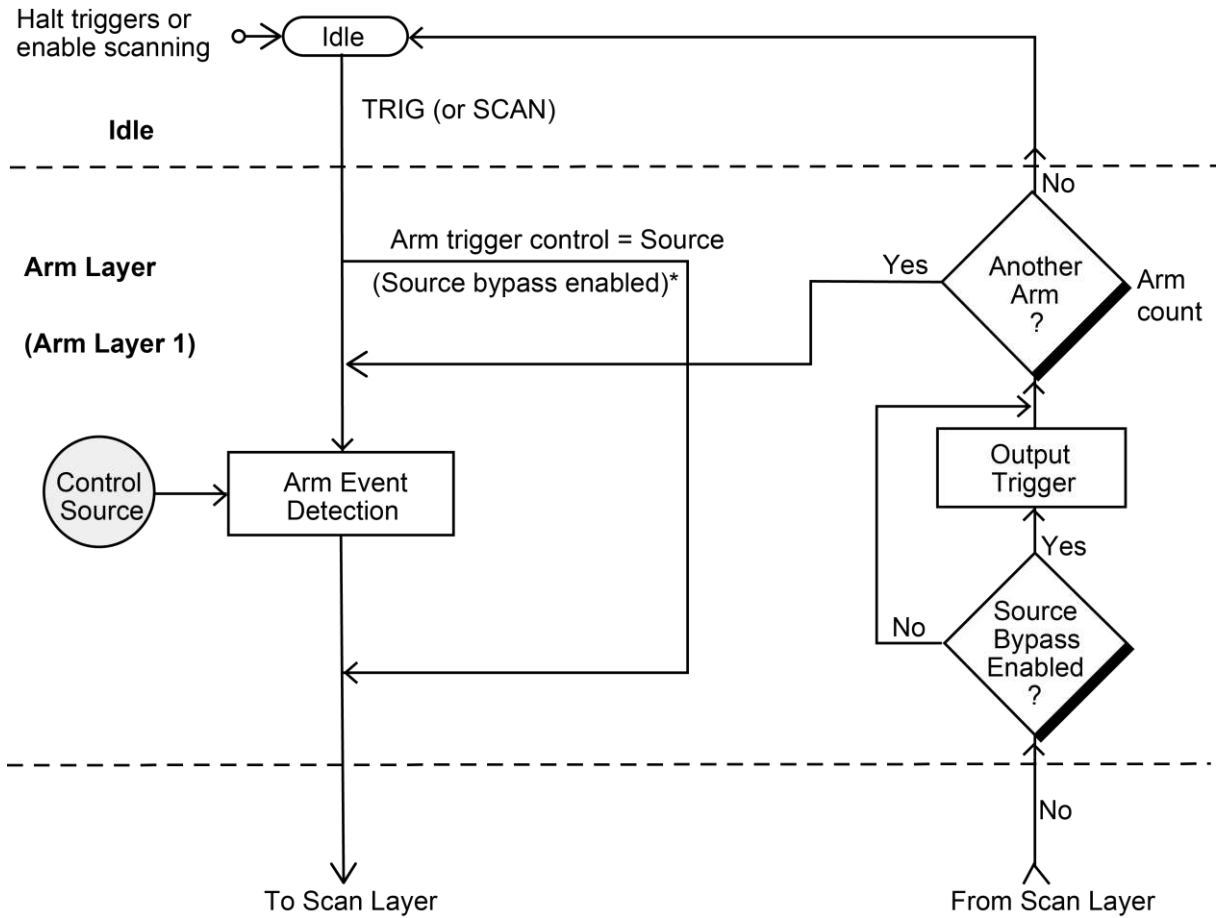 Halt triggers or
enable scanning
Idle
TRIG (or SCAN)
Idle
No
Arm trigger control = Source
(Source bypass enabled)*
Arm Layer
(Arm Layer 1)
Yes
Another
Arm
?
Arm
count
Control
Source
Arm Event
Detection
Output
Trigger
Yes
No
Source
Bypass
Enabled
?
No
To Scan Layer
From Scan Layer